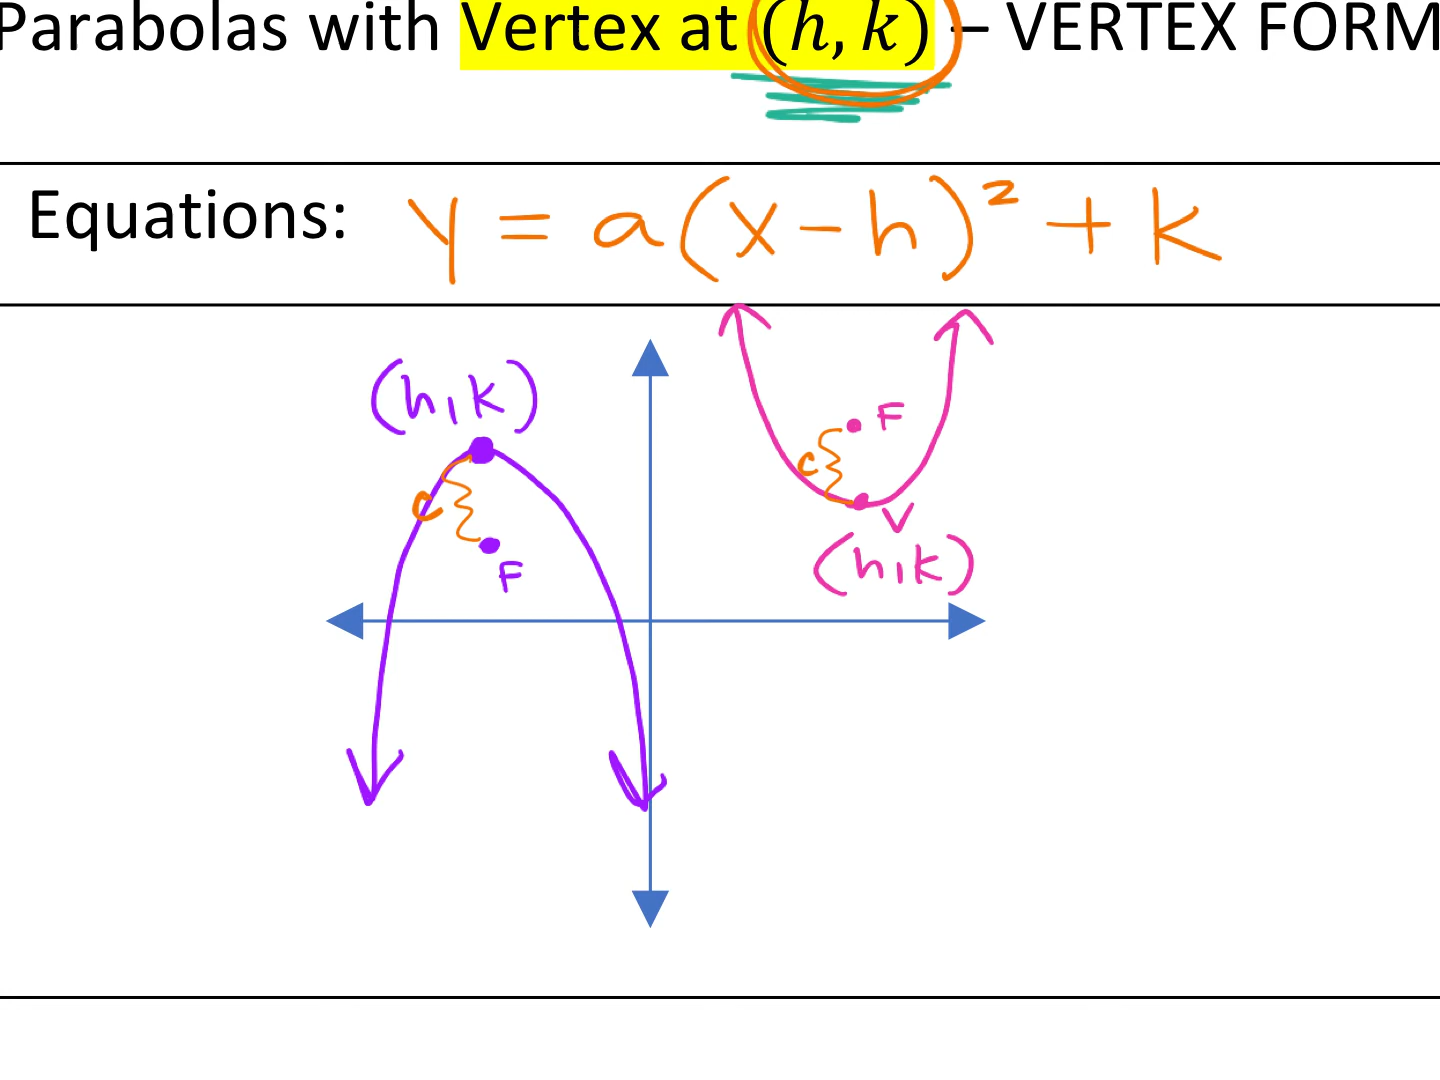 Parabolas with Vertex at (h, k) – VERTEX FORM
Equations: y = a(x-h)² + k
(h,k)
F
c
c
F
V
(h,k)